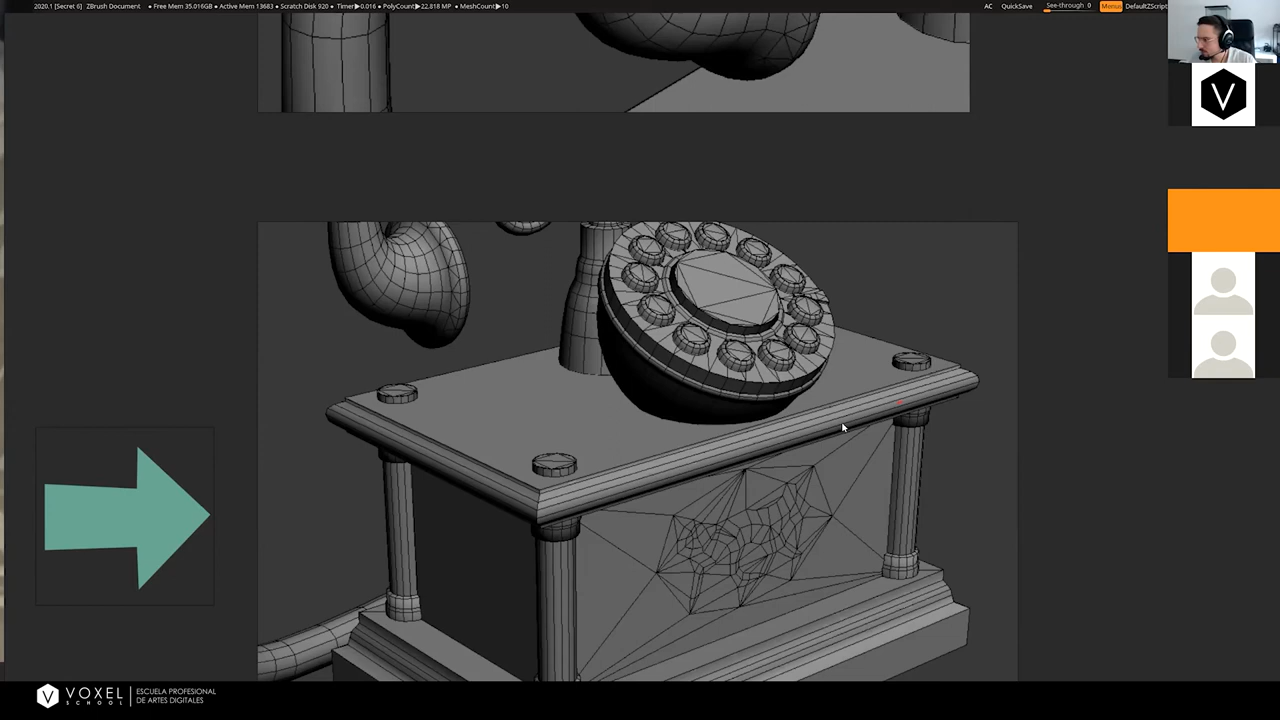 2020.1 [Secret 6] ZBrush Document • Free Mem 35.016GB • Active Mem 13683 • Scratch Disk 920 • Timer▶0.016 • PolyCount▶22,818 MP • MeshCount▶10 AC QuickSave See-through 0 Menus DefaultZScript
V
VOXEL SCHOOL
ESCUELA PROFESIONAL
DE ARTES DIGITALES